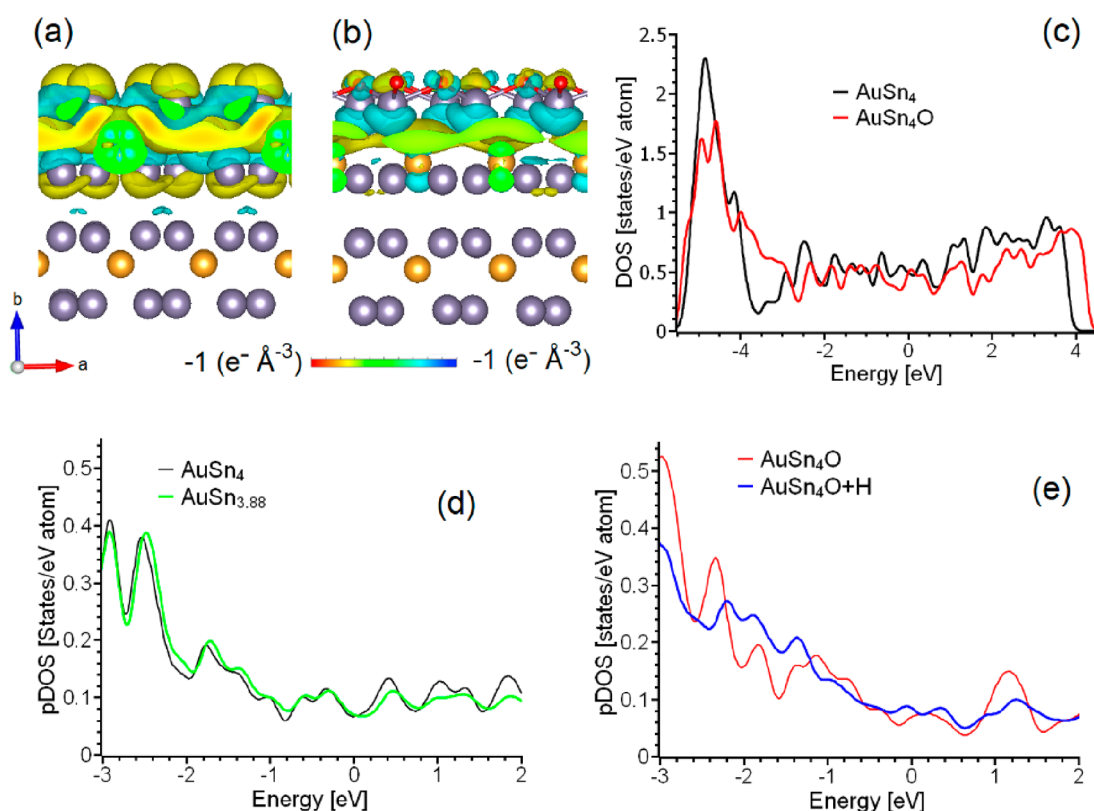 (a)
(b)
b
a
-1 (e⁻ Å⁻³)
-1 (e⁻ Å⁻³)
(c)
AuSn₄
AuSn₄O
DOS [states/eV atom]
2.5
2
1.5
1
0.5
0
-4
-2
0
2
4
Energy [eV]
(d)
AuSn₄
AuSn₃.₈₈
pDOS [States/eV atom]
0.5
0.4
0.3
0.2
0.1
0
-3
-2
-1
0
1
2
Energy [eV]
(e)
AuSn₄O
AuSn₄O+H
pDOS [states/eV atom]
0.5
0.4
0.3
0.2
0.1
0
-3
-2
-1
0
1
2
Energy [eV]